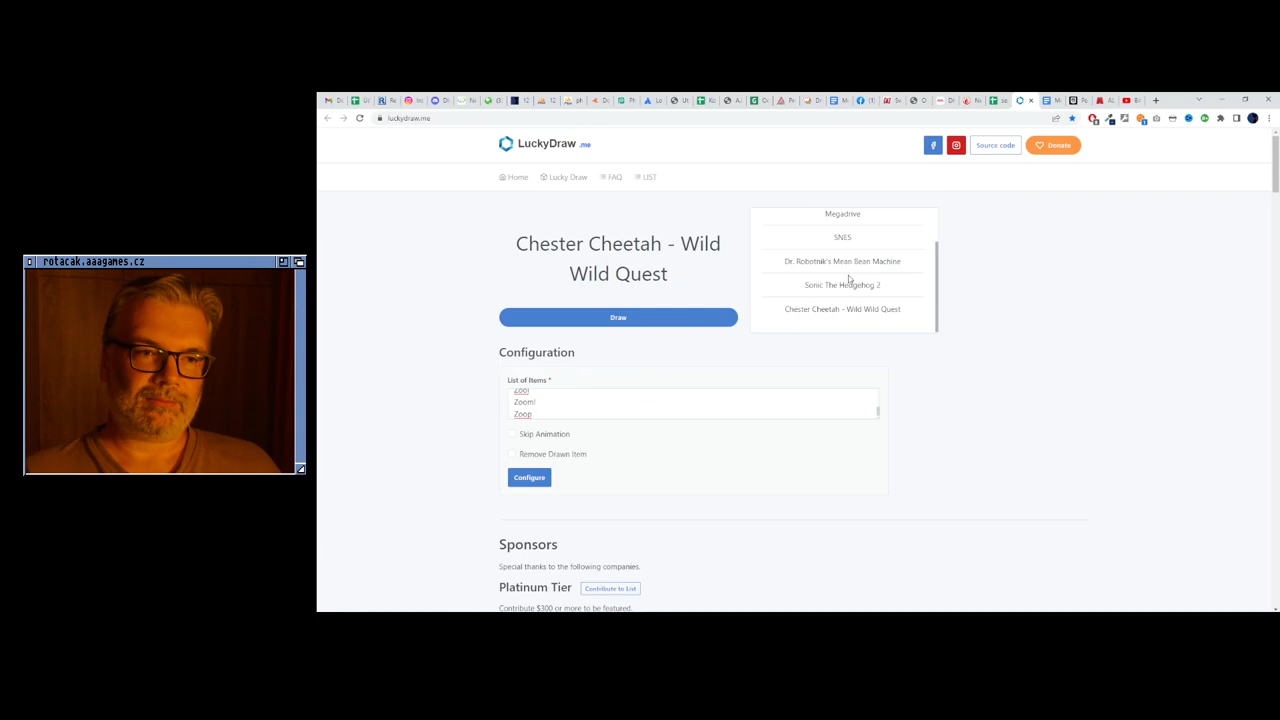 rotacak.aaagames.cz
luckydraw.me
LuckyDraw .me
Source code
Donate
Home
Lucky Draw
FAQ
LIST
Chester Cheetah - Wild
Wild Quest
Draw
Megadrive
SNES
Dr. Robotnik's Mean Bean Machine
Sonic The Hedgehog 2
Chester Cheetah - Wild Wild Quest
Configuration
List of Items *
Zool
Zoom!
Zoop
Skip Animation
Remove Drawn Item
Configure
Sponsors
Special thanks to the following companies.
Platinum Tier
Contribute to List
Contribute $300 or more to be featured.